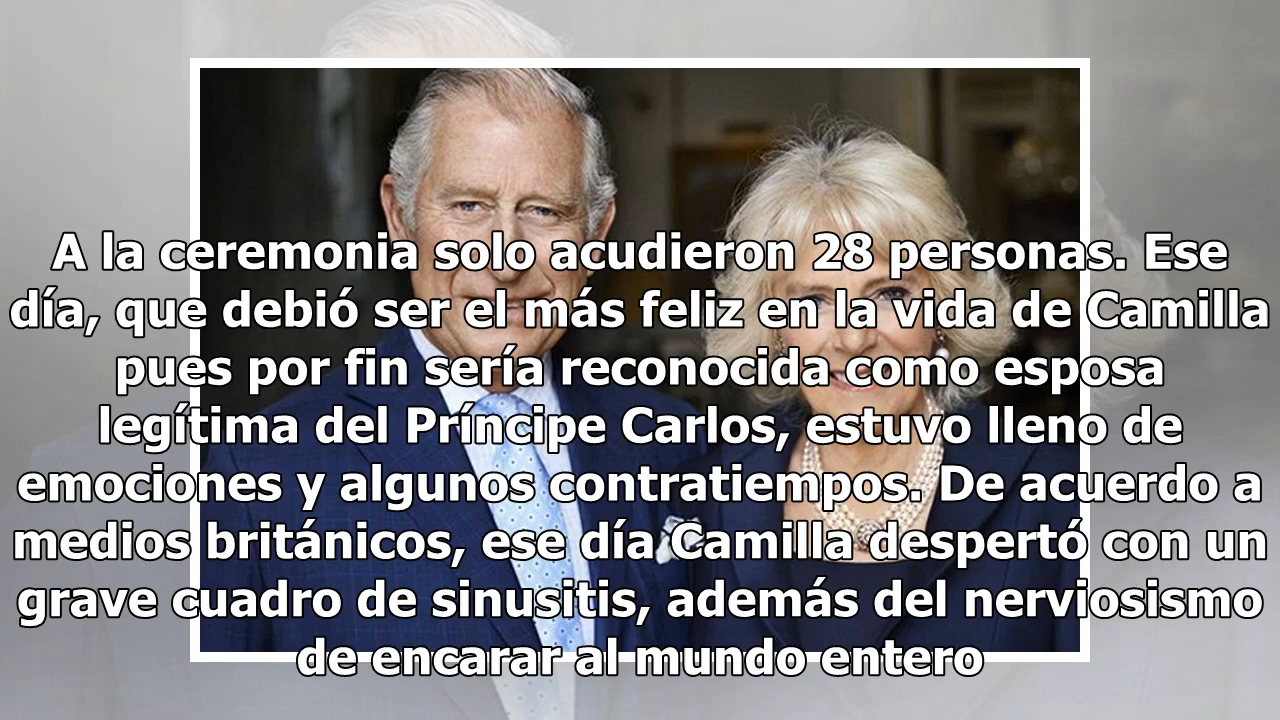 A la ceremonia solo acudieron 28 personas. Ese
día, que debió ser el más feliz en la vida de Camilla
pues por fin sería reconocida como esposa
legítima del Príncipe Carlos, estuvo lleno de
emociones y algunos contratiempos. De acuerdo a
medios británicos, ese día Camilla despertó con un
grave cuadro de sinusitis, además del nerviosismo
de encarar al mundo entero